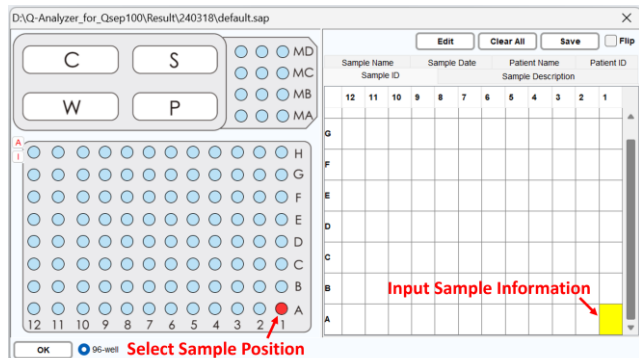 D:\Q-Analyzer_for_Qsep100\Result\240318\default.sap
C S
W P
MD
MC
MB
MA
A
I
H
G
F
E
D
C
B
A
12 11 10 9 8 7 6 5 4 3 2 1
OK 96-well Select Sample Position
Edit Clear All Save Flip
Sample Name Sample Date Patient Name Patient ID
Sample ID Sample Description
12 11 10 9 8 7 6 5 4 3 2 1
G
F
E
D
C
B
Input Sample Information
A